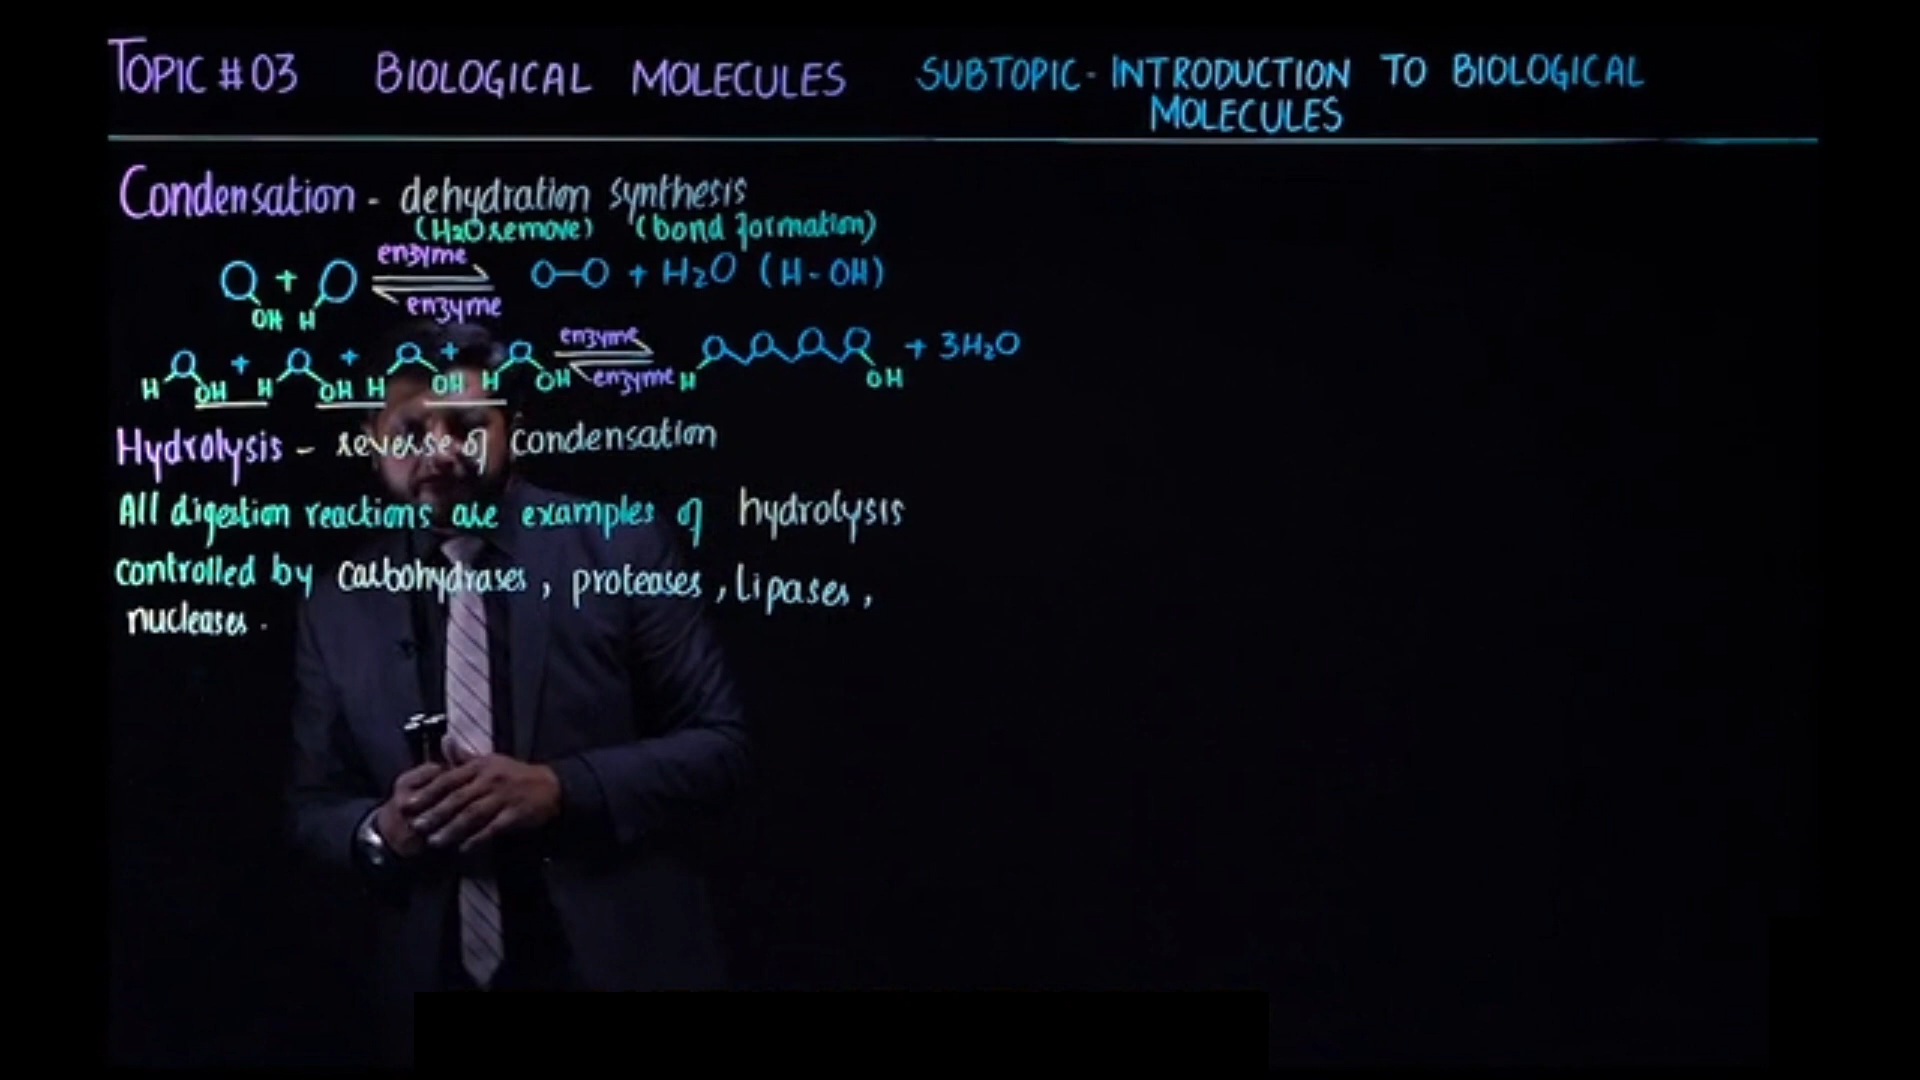 TOPIC # 03 BIOLOGICAL MOLECULES SUBTOPIC - INTRODUCTION TO BIOLOGICAL
MOLECULES
Condensation - dehydration synthesis
(H2O remove) (bond formation)
enzyme
+ O-O + H2O (H - OH)
enzyme
OH H
enzyme
+ + + + 3H2O
H OH H OH H OH H OH enzyme H OH
Hydrolysis - reverse of condensation
All digestion reactions are examples of hydrolysis
controlled by carbohydrases, proteases, lipases,
nucleases.